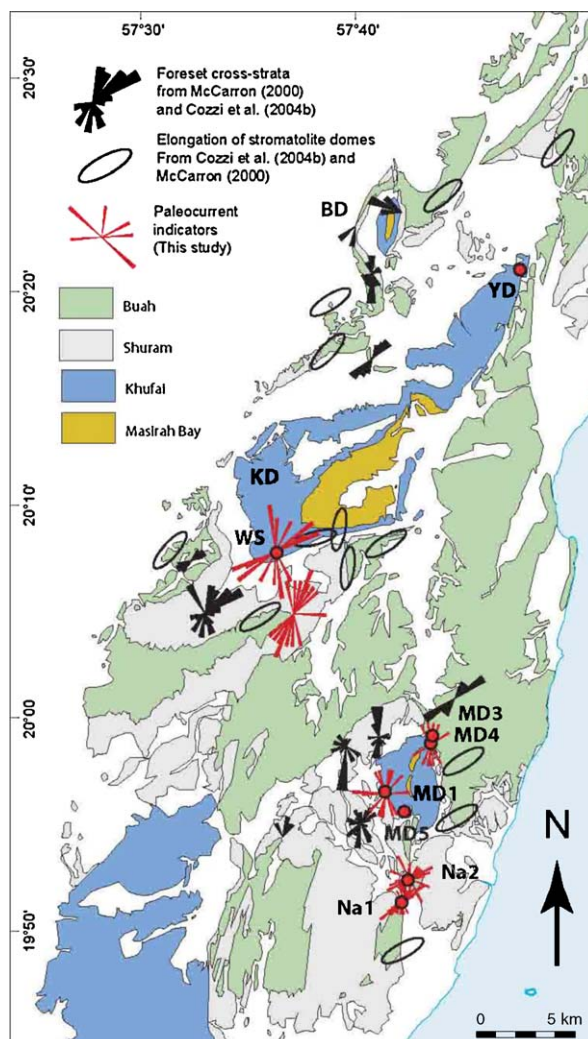 57°30'
57°40'
20°30'
Foreset cross-strata
from McCarron (2000)
and Cozzi et al. (2004b)
Elongation of stromatolite domes
From Cozzi et al. (2004b) and
McCarron (2000)
BD
Paleocurrent
indicators
(This study)
20°20'
YD
Buah
Shuram
Khufai
Masirah Bay
KD
20°10'
WS
20°00'
MD3
MD4
MD1
MD5
N
Na2
Na1
19°50'
0 5 km